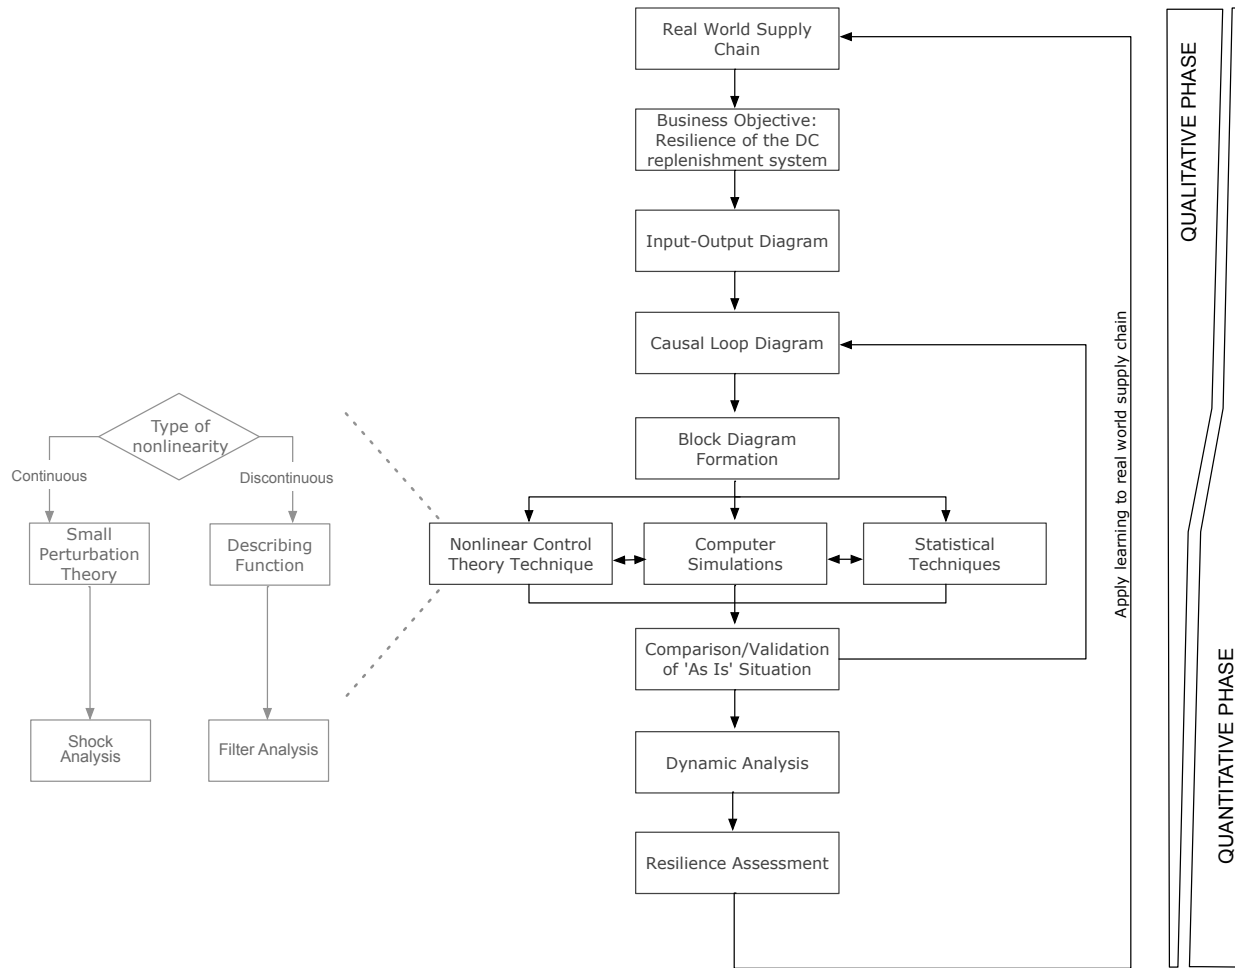 Real World Supply
Chain
Business Objective:
Resilience of the DC
replenishment system
Input-Output Diagram
Causal Loop Diagram
Block Diagram
Formation
Nonlinear Control
Theory Technique
Computer
Simulations
Statistical
Techniques
Comparison/Validation
of 'As Is' Situation
Dynamic Analysis
Resilience Assessment
Type of
nonlinearity
Continuous
Discontinuous
Small
Perturbation
Theory
Describing
Function
Shock
Analysis
Filter Analysis
Apply learning to real world supply chain
QUALITATIVE PHASE
QUANTITATIVE PHASE